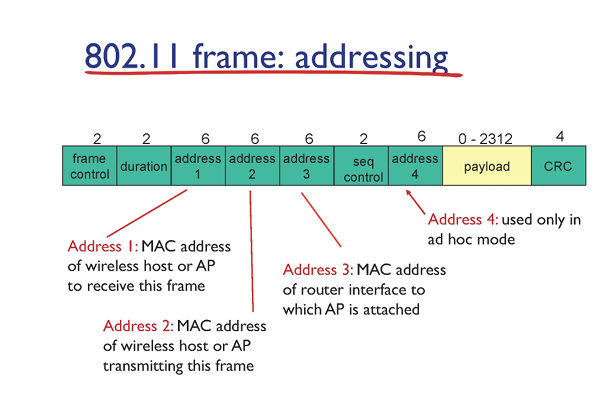 802.11 frame: addressing
2 2 6 6 6 2 6 0 - 2312 4
frame control duration address 1 address 2 address 3 seq control address 4 payload CRC
Address 1: MAC address
of wireless host or AP
to receive this frame
Address 2: MAC address
of wireless host or AP
transmitting this frame
Address 3: MAC address
of router interface to
which AP is attached
Address 4: used only in
ad hoc mode